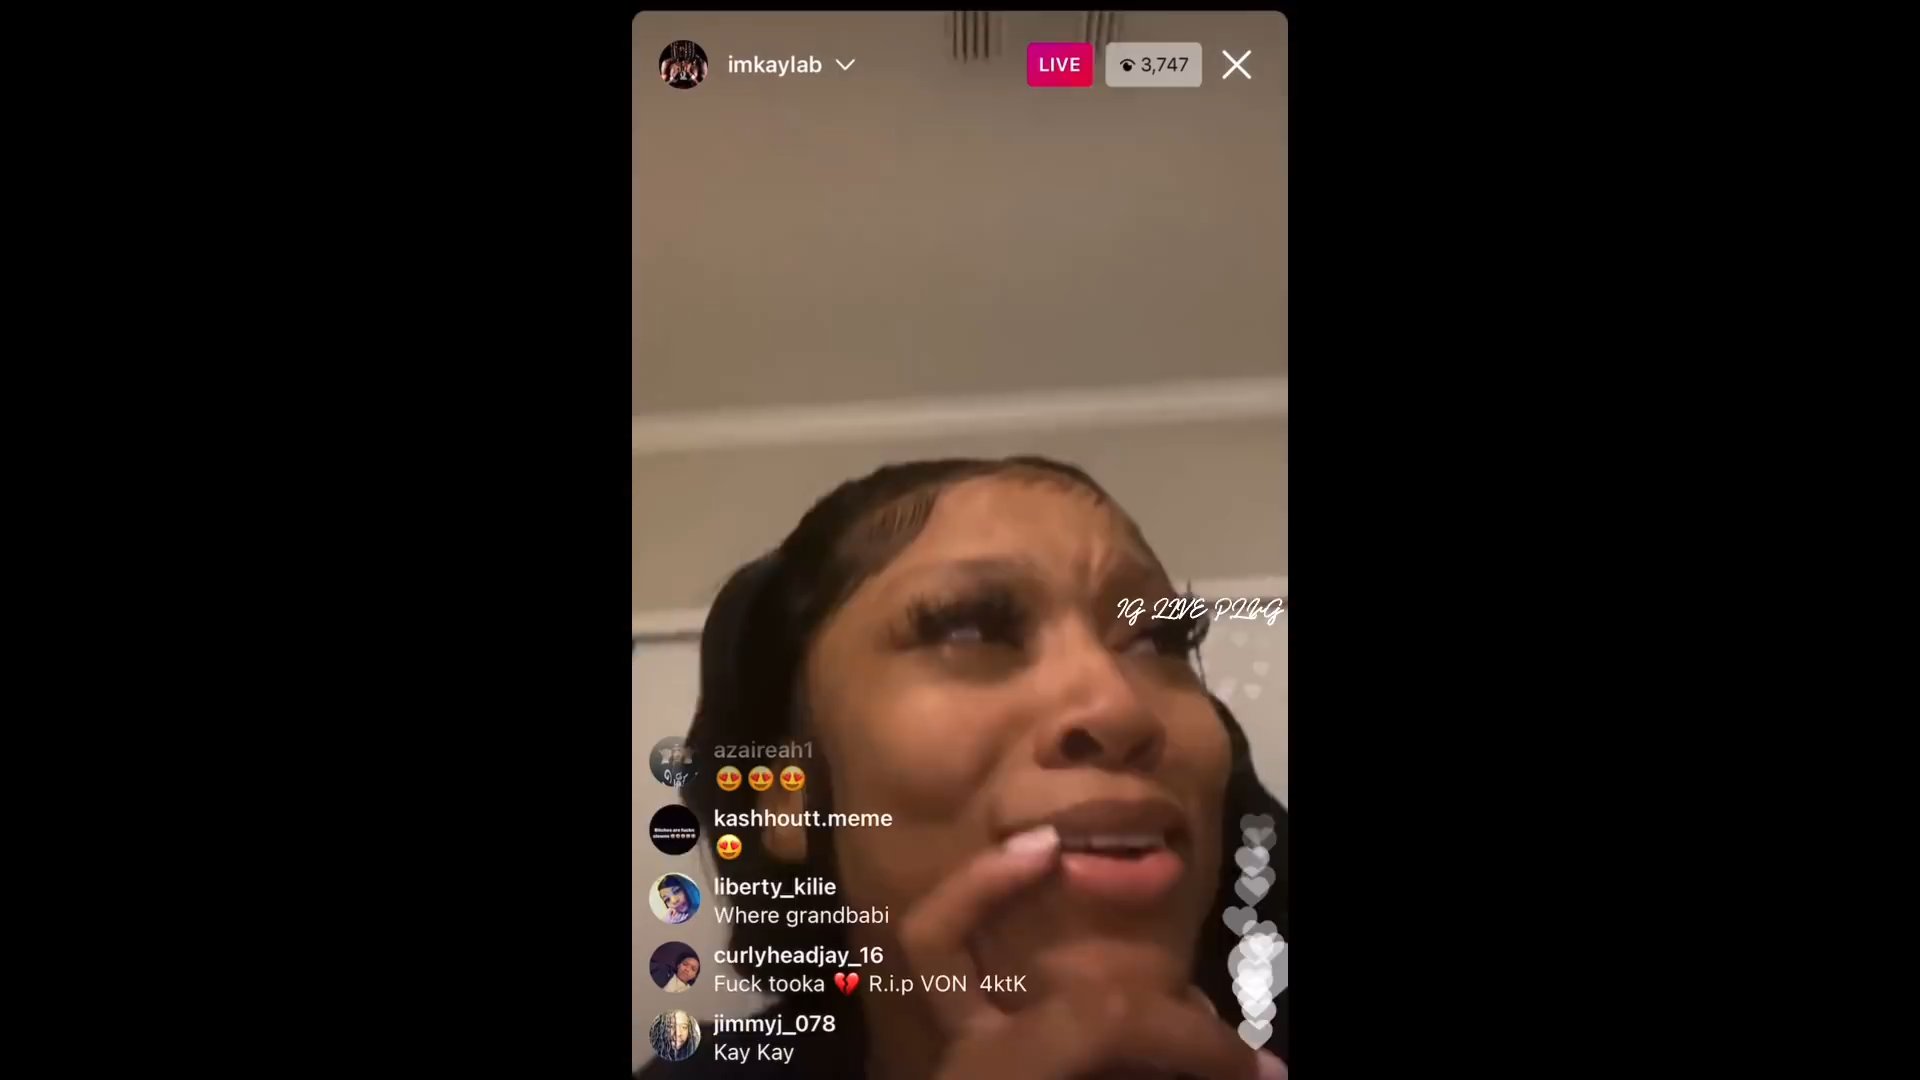 imkaylab
LIVE
3,747
IG LIVE PLUG
azaireah1
😍😍😍
kashhoutt.meme
😍
liberty_kilie
Where grandbabi
curlyheadjay_16
Fuck tooka 💔 R.i.p VON 4ktK
jimmyj_078
Kay Kay